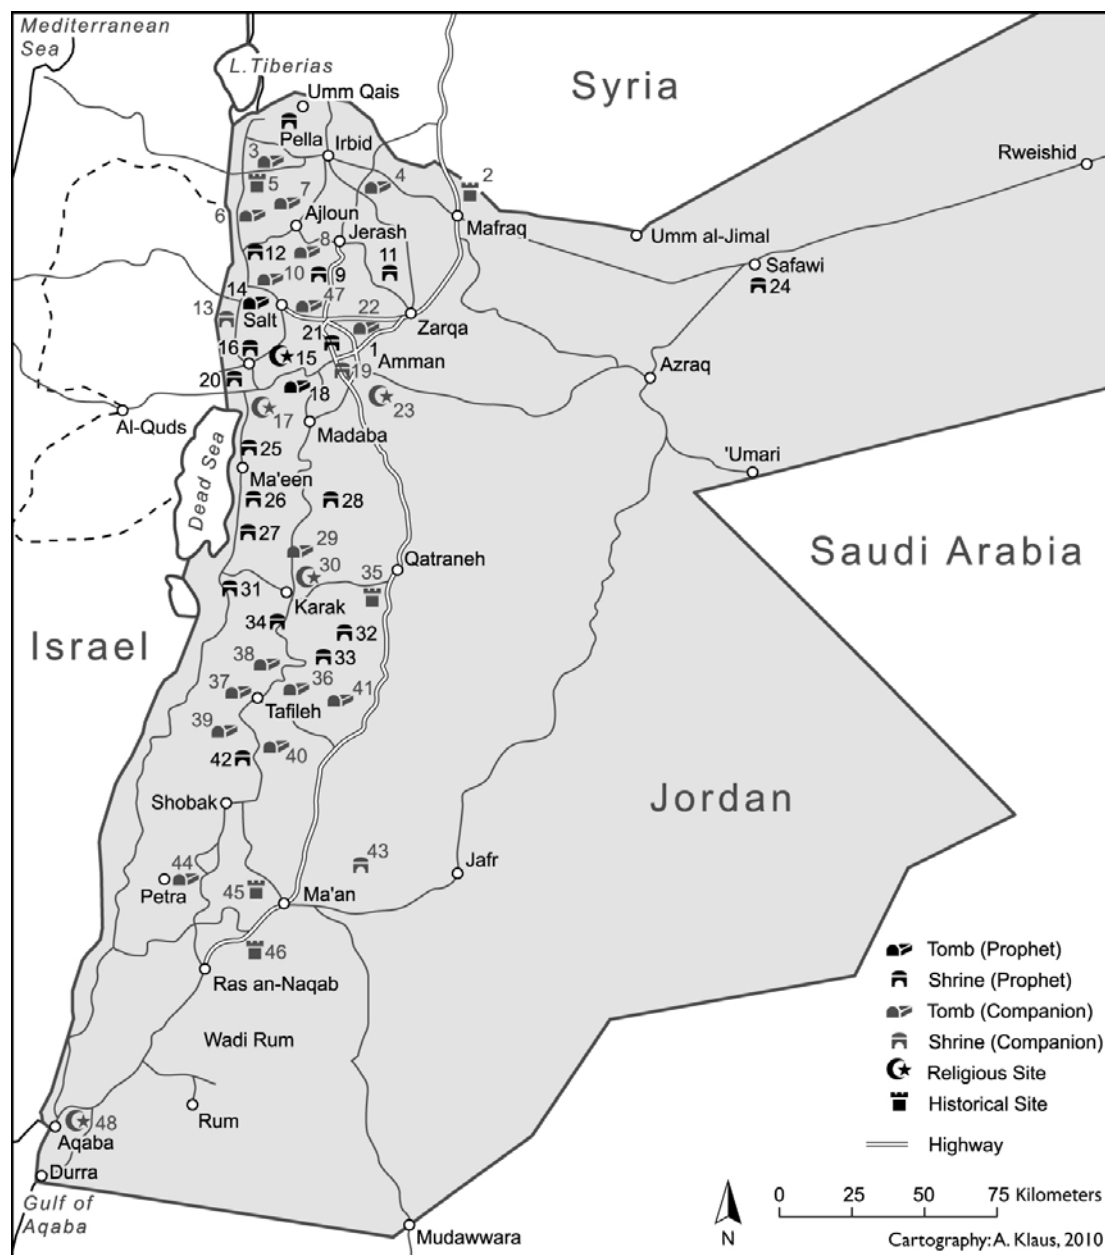 Mediterranean
Sea
L.Tiberias
Syria
Umm Qais
Pella
Irbid
Rweishid
3
5
7
4
2
6
Ajloun
Mafraq
8
Jerash
Umm al-Jimal
12
11
Safawi
10
9
24
14
47
13
Salt
22
Zarqa
21
16
15
1
Amman
19
20
18
23
Azraq
Al-Quds
17
Madaba
25
'Umari
Dead Sea
Ma'een
26
28
27
Saudi Arabia
29
30
35
Qatraneh
31
Karak
Israel
34
32
33
38
37
36
41
Tafileh
39
40
42
Shobak
Jordan
43
Jafr
44
Petra
45
Ma'an
46
Ras an-Naqab
Wadi Rum
Rum
48
Aqaba
Durra
Gulf of
Aqaba
Mudawwara
Tomb (Prophet)
Shrine (Prophet)
Tomb (Companion)
Shrine (Companion)
Religious Site
Historical Site
Highway
0 25 50 75 Kilometers
N
Cartography: A. Klaus, 2010